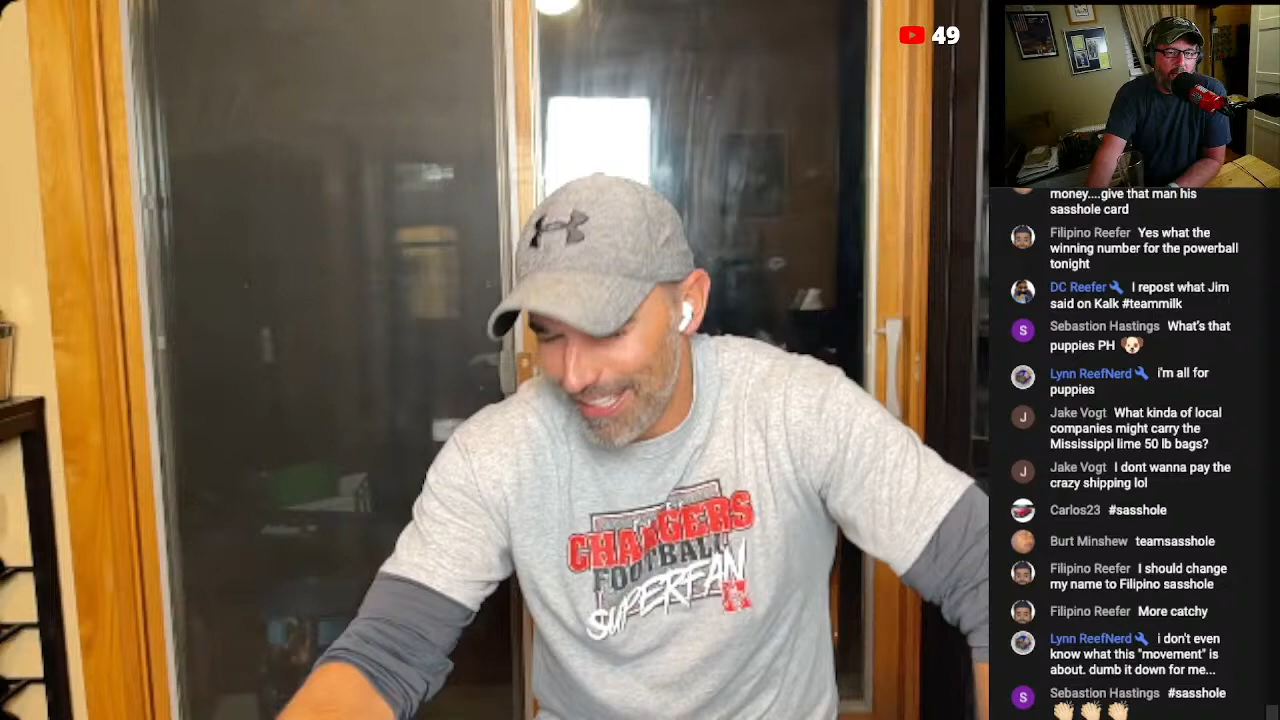 49
CHARGERS
FOOTBALL
SUPERFAN
H
money....give that man his
sasshole card
Filipino Reefer Yes what the
winning number for the powerball
tonight
DC Reefer I repost what Jim
said on Kalk #teammilk
S
Sebastion Hastings What's that
puppies PH
Lynn ReefNerd i'm all for
puppies
J
Jake Vogt What kinda of local
companies might carry the
Mississippi lime 50 lb bags?
J
Jake Vogt I dont wanna pay the
crazy shipping lol
Carlos23 #sasshole
Burt Minshew teamsasshole
Filipino Reefer I should change
my name to Filipino sasshole
Filipino Reefer More catchy
Lynn ReefNerd i don't even
know what this "movement" is
about. dumb it down for me...
S
Sebastion Hastings #sasshole